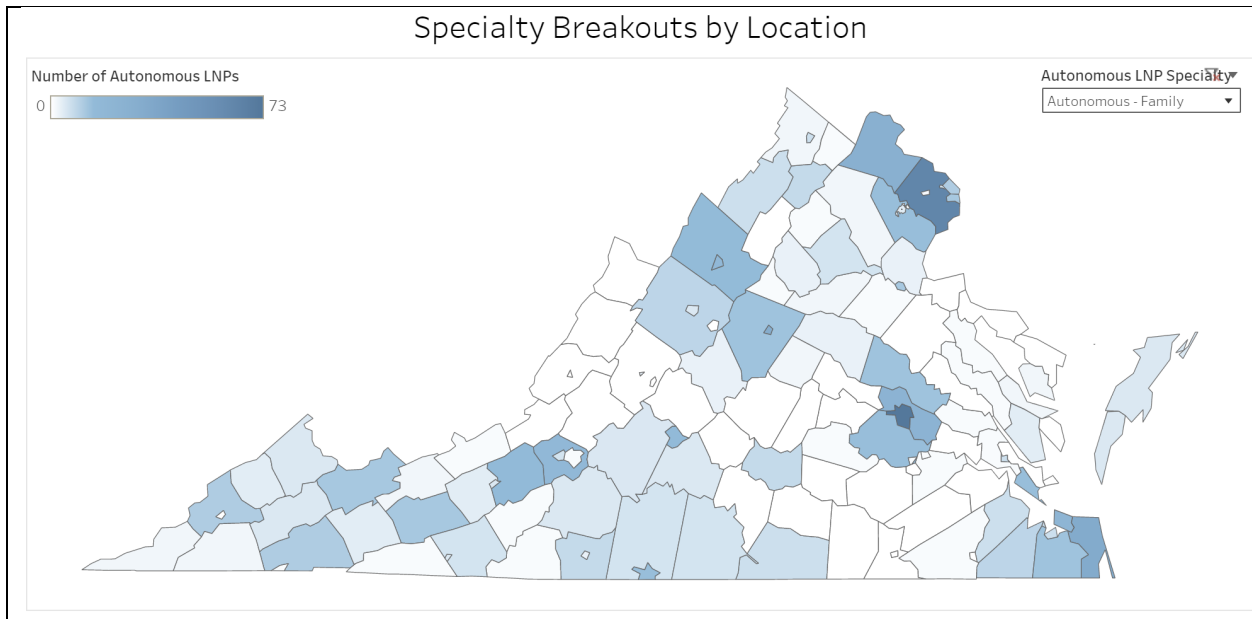 Specialty Breakouts by Location
Number of Autonomous LNPs
0
73
Autonomous LNP Specialty
Autonomous - Family